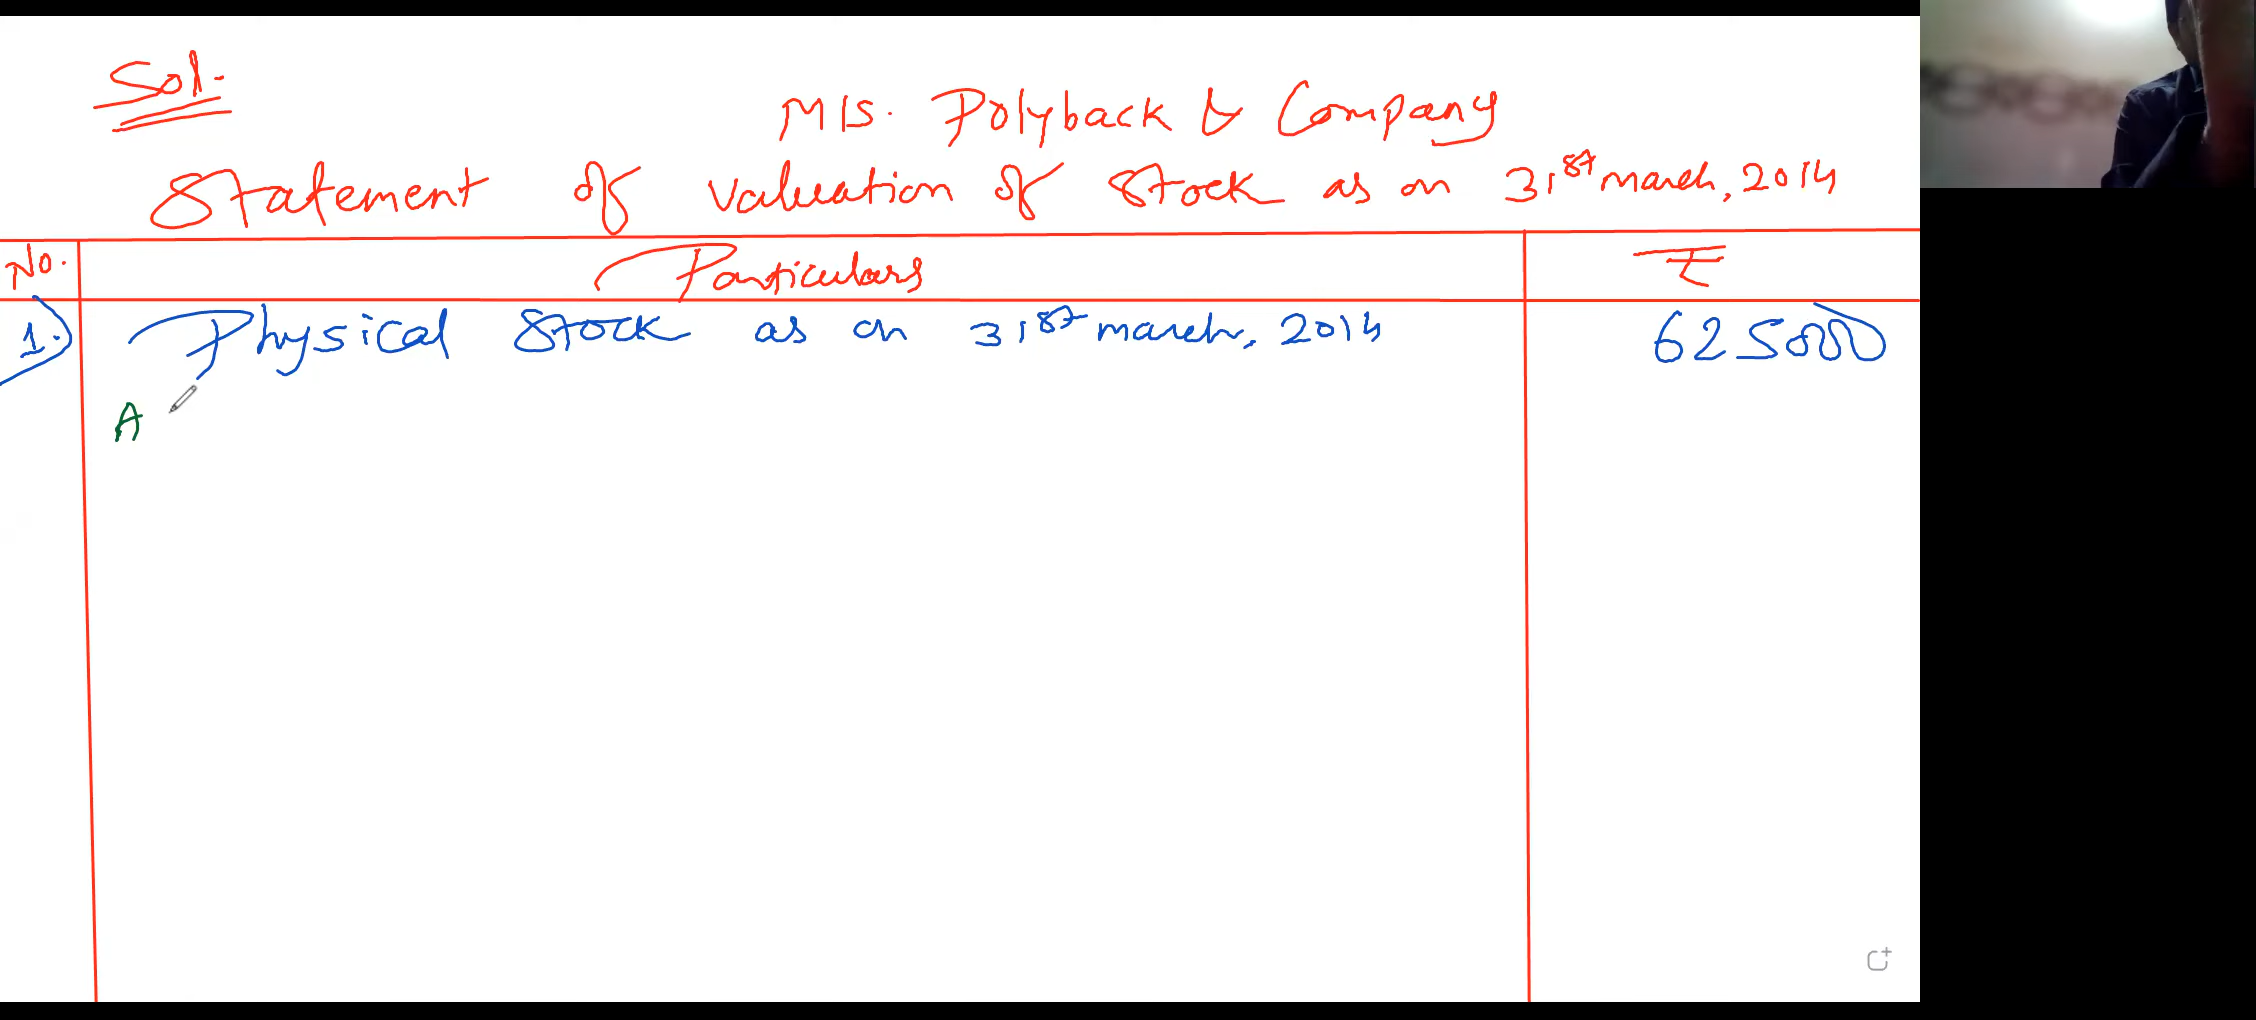 Sol.
M/s. Polyback & Company
Statement of valuation of Stock as on 31st march, 2014
No. Particulars ₹
1. Physical Stock as on 31st march, 2014 625000
A